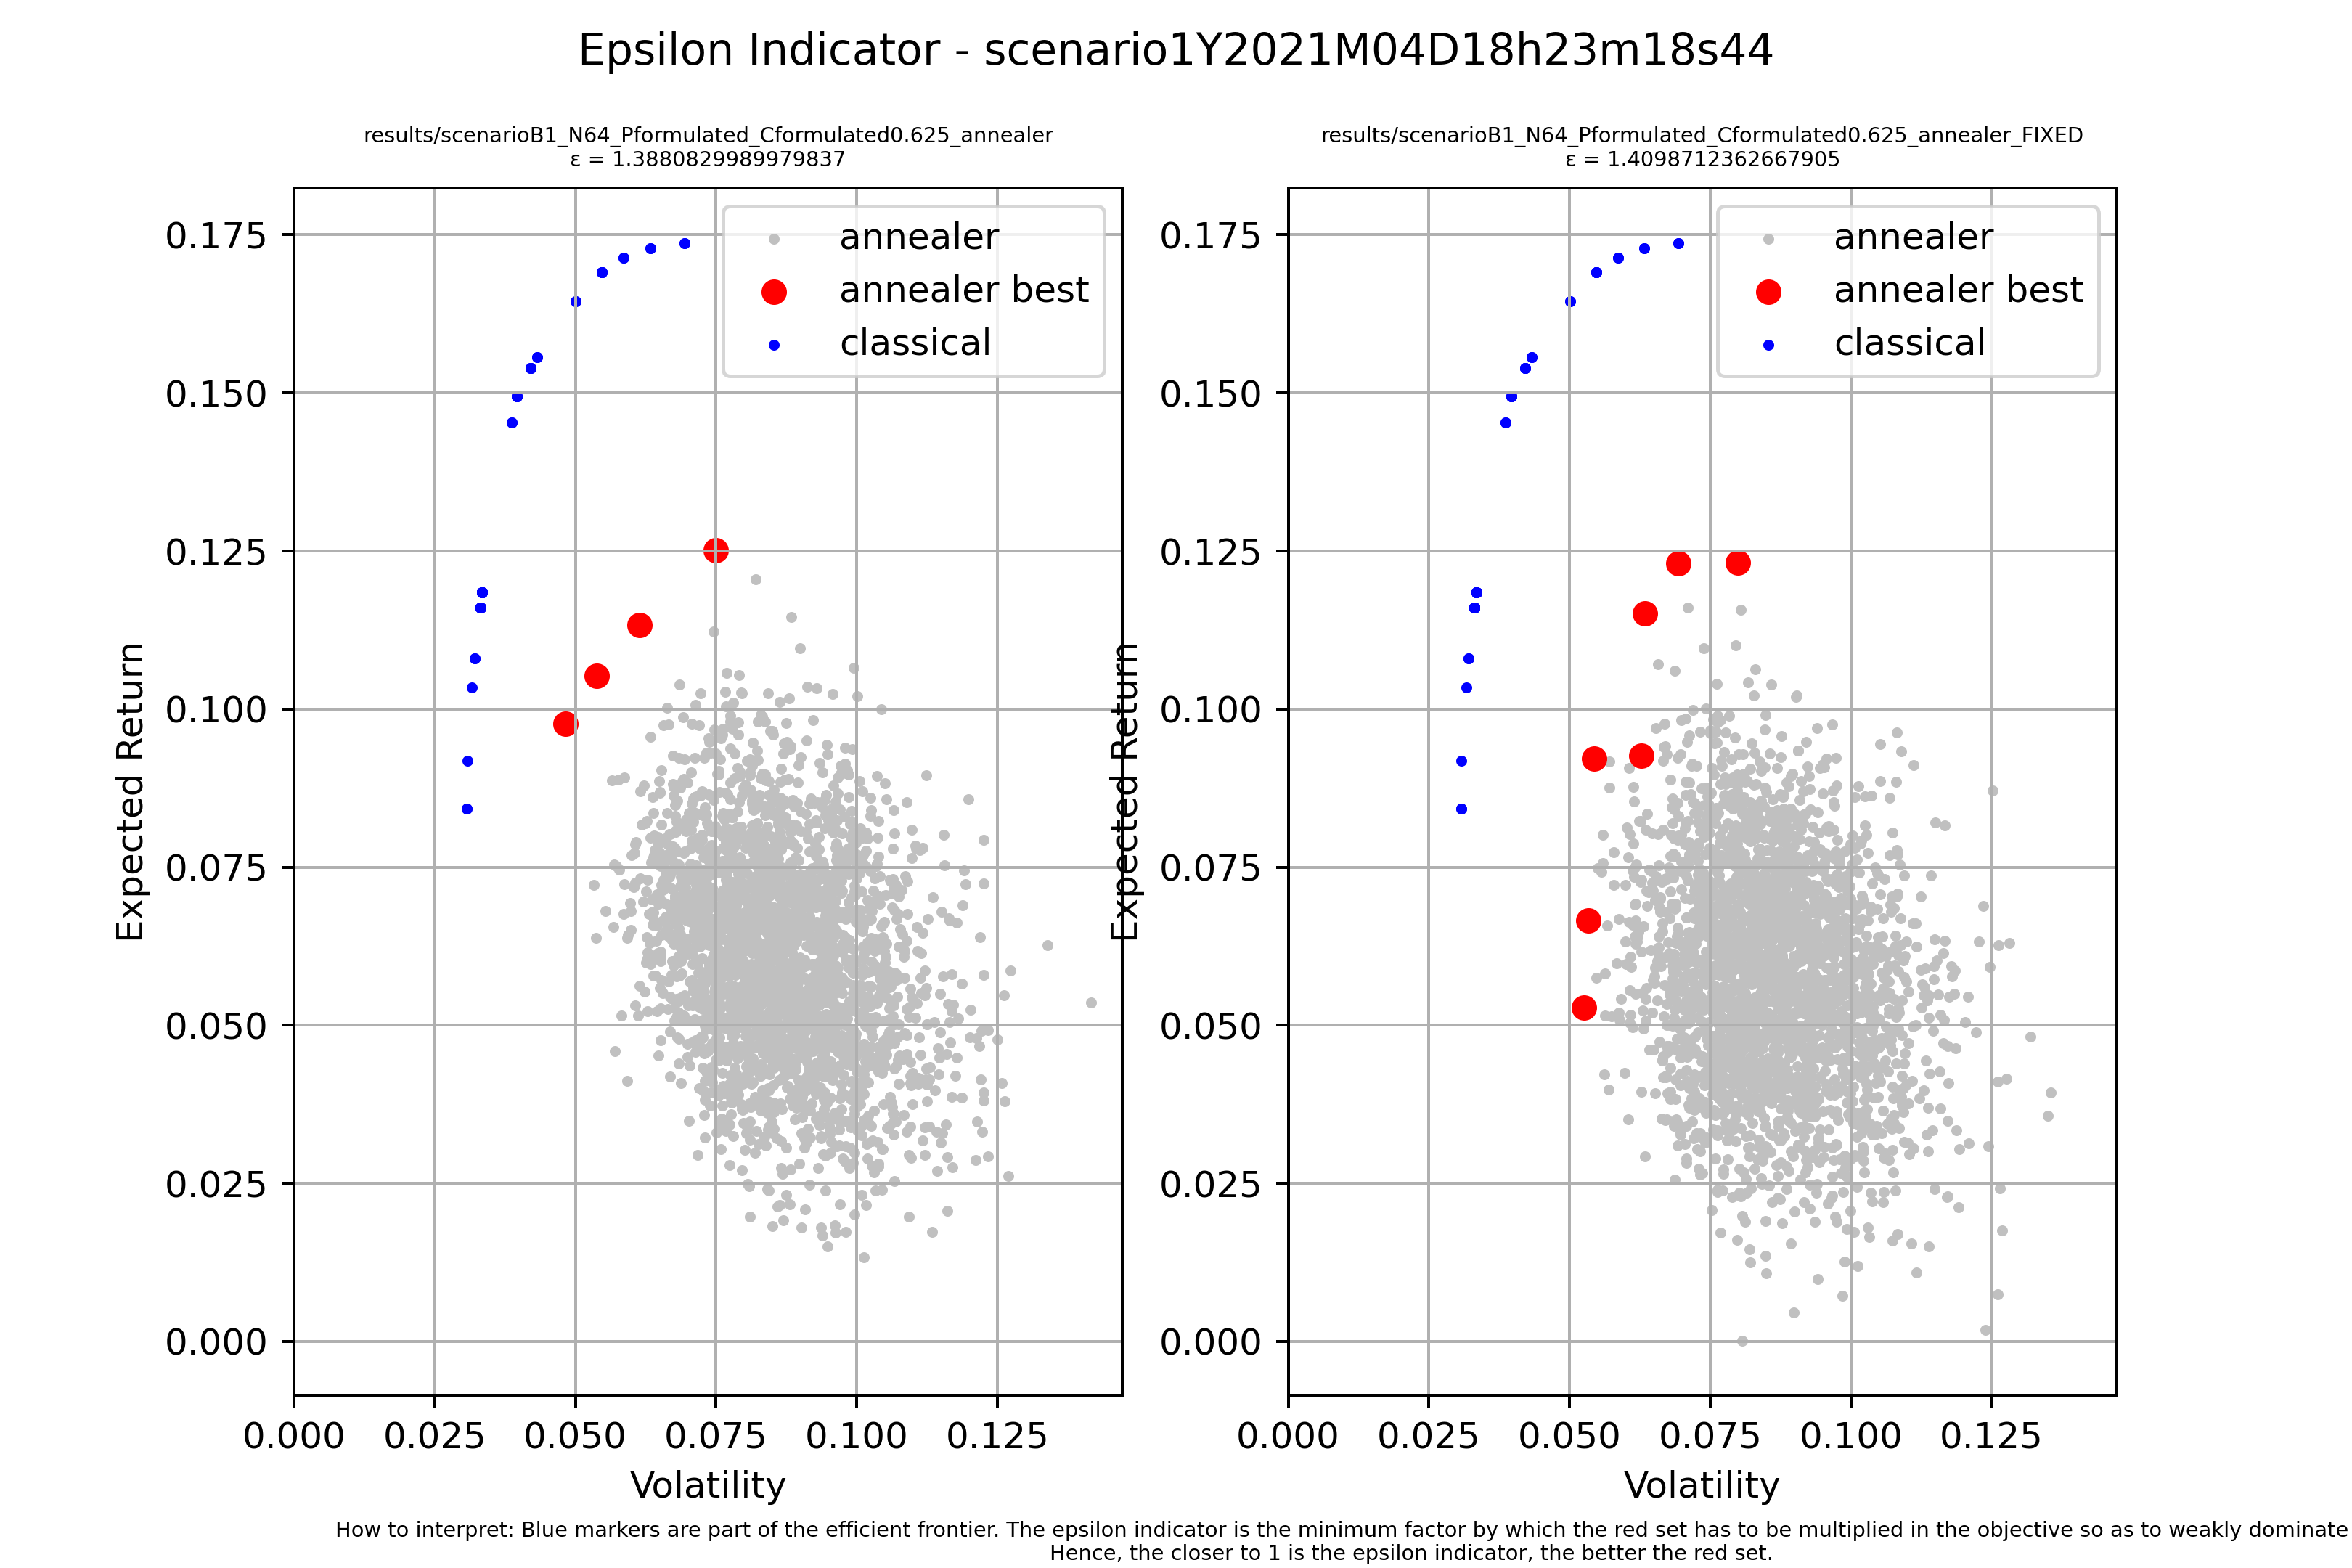 Epsilon Indicator - scenario1Y2021M04D18h23m18s44
results/scenarioB1_N64_Pformulated_Cformulated0.625_annealer
ε = 1.3880829989979837
0.175
0.150
0.125
0.100
0.075
0.050
0.025
0.000
Expected Return
annealer
annealer best
classical
0.000 0.025 0.050 0.075 0.100 0.125
Volatility
results/scenarioB1_N64_Pformulated_Cformulated0.625_annealer_FIXED
ε = 1.4098712362667905
0.175
0.150
0.125
0.100
0.075
0.050
0.025
0.000
Expected Return
annealer
annealer best
classical
0.000 0.025 0.050 0.075 0.100 0.125
Volatility
How to interpret: Blue markers are part of the efficient frontier. The epsilon indicator is the minimum factor by which the red set has to be multiplied in the objective so as to weakly dominate
Hence, the closer to 1 is the epsilon indicator, the better the red set.